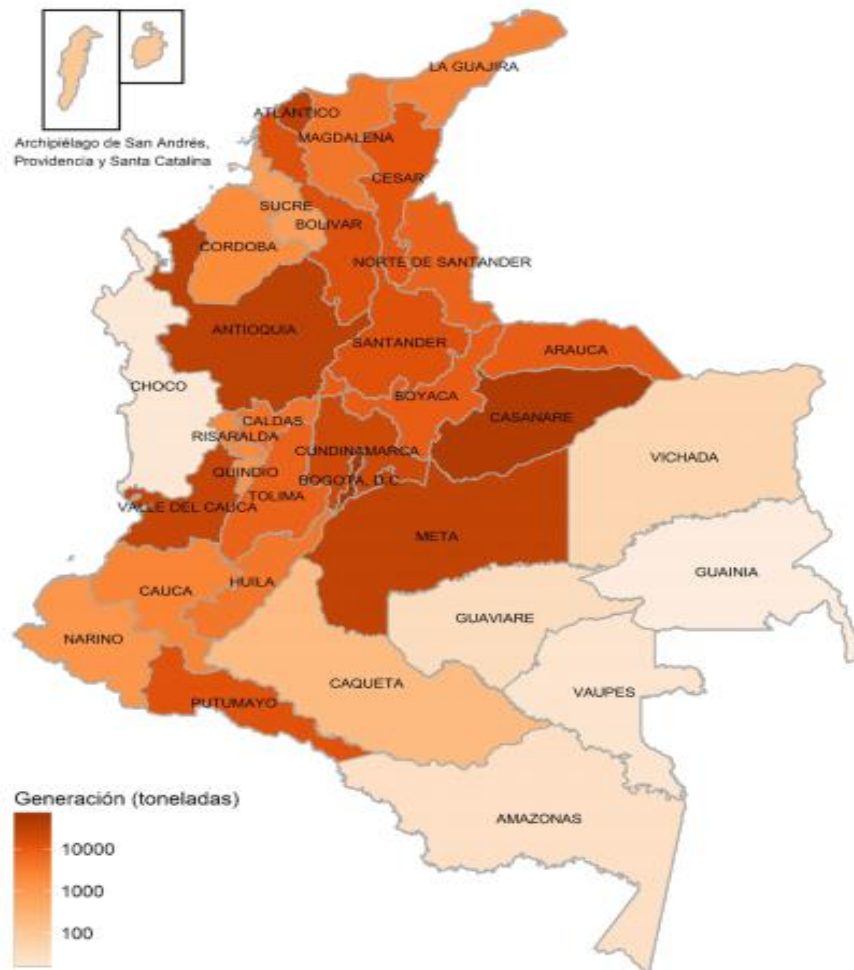 LA GUAJIRA
ATLANTICO
MAGDALENA
Archipiélago de San Andrés,
Providencia y Santa Catalina
CESAR
SUCRE
BOLIVAR
CORDOBA
NORTE DE SANTANDER
ANTIOQUIA
SANTANDER
ARAUCA
CHOCO
BOYACA
CASANARE
CALDAS
RISARALDA
CUNDINAMARCA
VICHADA
QUINDIO
BOGOTA, D.C.
TOLIMA
VALLE DEL CAUCA
META
GUAINIA
HUILA
CAUCA
GUAVIARE
NARINO
CAQUETA
VAUPES
PUTUMAYO
Generación (toneladas)
AMAZONAS
10000
1000
100